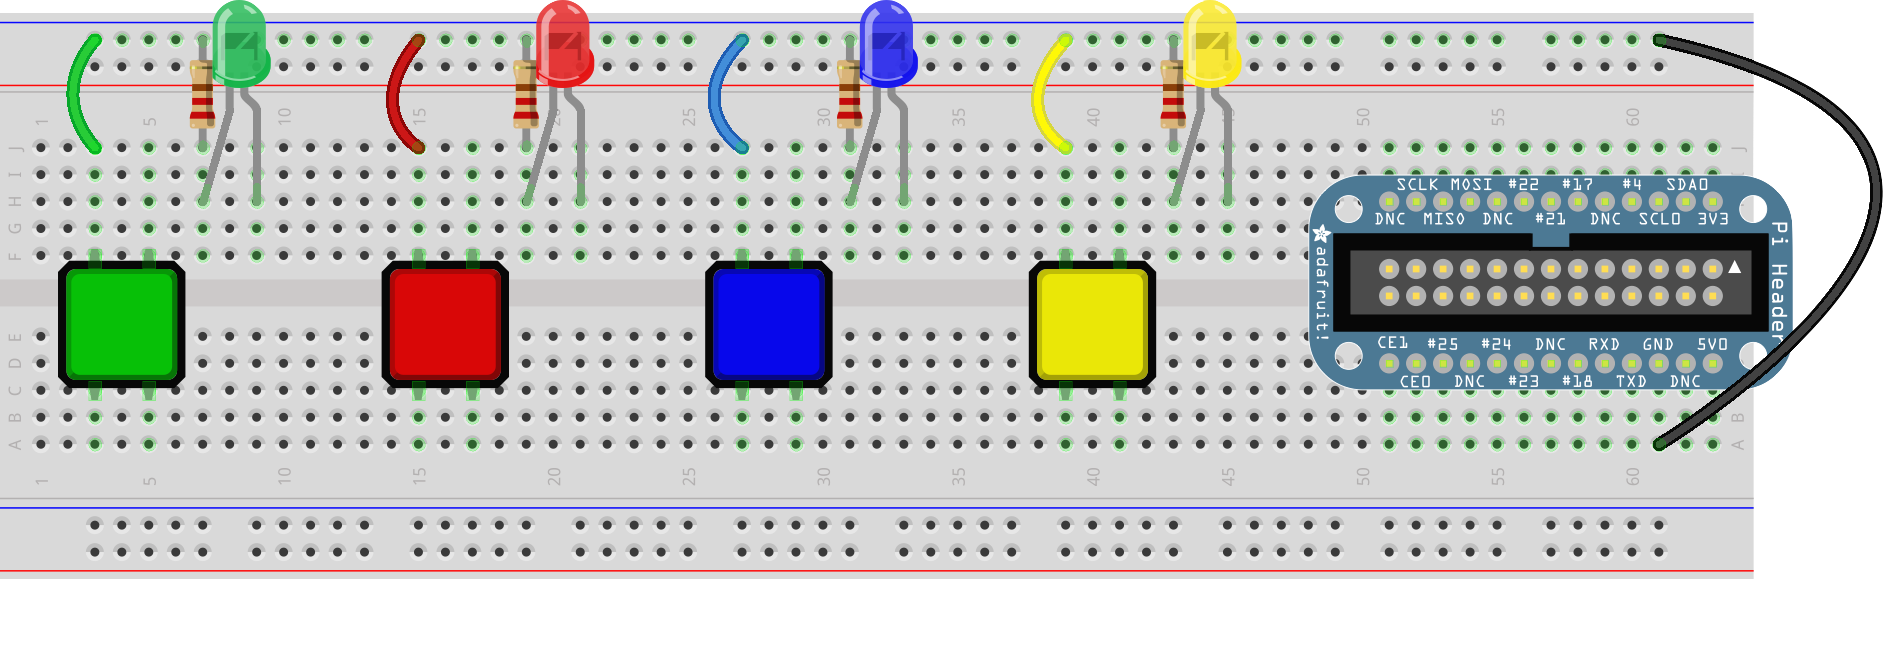 1 5 10 15 20 25 30 35 40 45 50 55 60
J J
I
H
G
F
SCLK MOSI #22 #17 #4 SDA0
DNC MISO DNC #21 DNC SCL0 3V3
adafruit!
Pi Header
E
D
C
B B
A A
CE1 #25 #24 DNC RXD GND 5V0
CE0 DNC #23 #18 TXD DNC
1 5 10 15 20 25 30 35 40 45 50 55 60